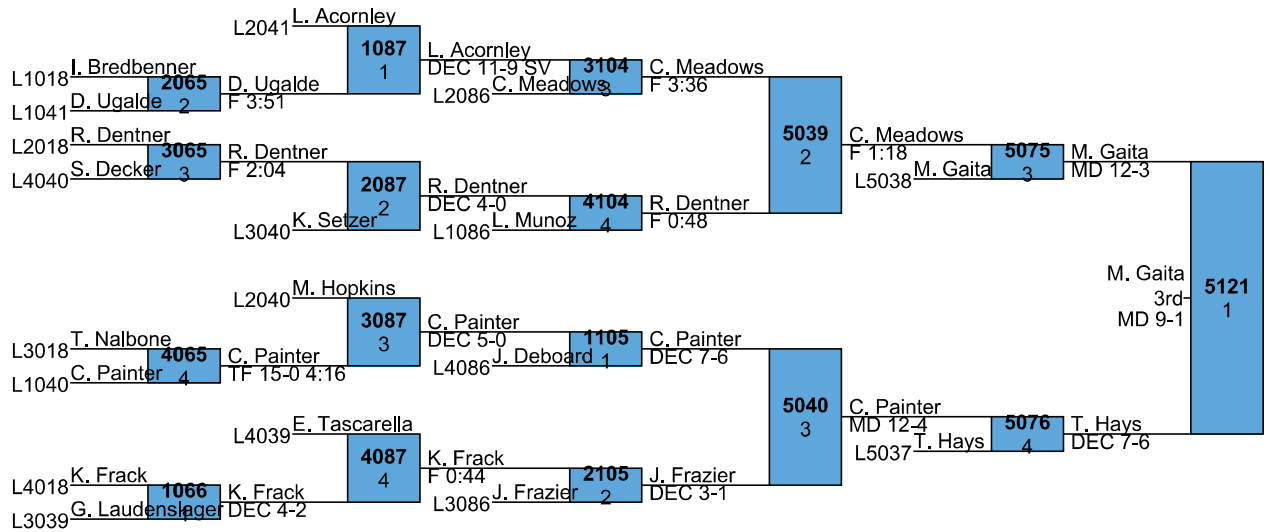 L2041 L. Acornley
1087
1
L. Acornley
DEC 11-9 SV
L1018 I. Bredbenner
2065
2
D. Ugalde
F 3:51
L1041 D. Ugalde
L2086 C. Meadows
3104
3
C. Meadows
F 3:36
L2018 R. Dentner
3065
3
R. Dentner
F 2:04
L4040 S. Decker
2087
2
R. Dentner
DEC 4-0
L3040 K. Setzer
L1086 L. Munoz
4104
4
R. Dentner
F 0:48
5039
2
C. Meadows
F 1:18
L5038 M. Gaita
5075
3
M. Gaita
MD 12-3
L2040 M. Hopkins
3087
3
C. Painter
DEC 5-0
L3018 T. Nalbone
4065
4
C. Painter
TF 15-0 4:16
L1040 C. Painter
L4086 J. Deboard
1105
1
C. Painter
DEC 7-6
L4039 E. Tascarella
4087
4
K. Frack
F 0:44
L4018 K. Frack
1066
1
K. Frack
DEC 4-2
L3039 G. Laudenslager
L3086 J. Frazier
2105
2
J. Frazier
DEC 3-1
5040
3
C. Painter
MD 12-4
L5037 T. Hays
5076
4
T. Hays
DEC 7-6
5121
1
M. Gaita
3rd
MD 9-1